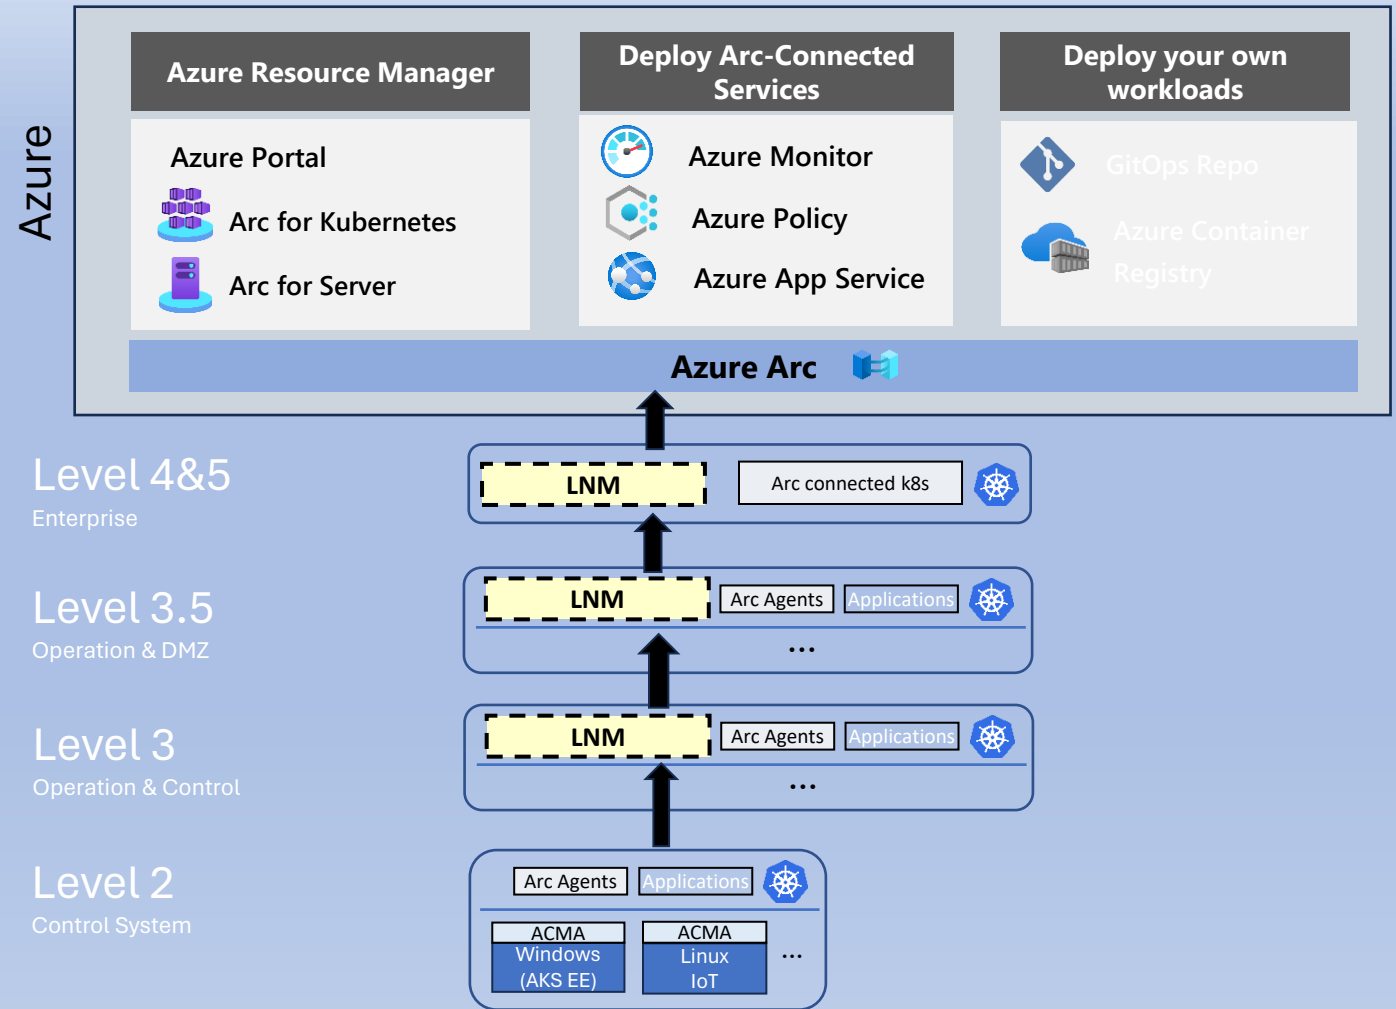 Azure
Azure Resource Manager
Azure Portal
Arc for Kubernetes
Arc for Server
Deploy Arc-Connected
Services
Azure Monitor
Azure Policy
Azure App Service
Deploy your own
workloads
GitOps Repo
Azure Container
Registry
Azure Arc
Level 4&5
Enterprise
LNM
Arc connected k8s
Level 3.5
Operation & DMZ
LNM
Arc Agents
Applications
...
Level 3
Operation & Control
LNM
Arc Agents
Applications
...
Level 2
Control System
Arc Agents
Applications
ACMA
Windows
(AKS EE)
ACMA
Linux
IoT
...